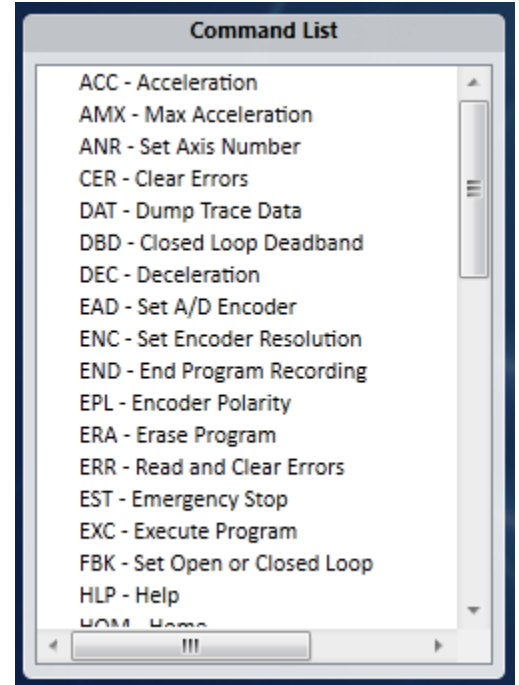 Command List
ACC - Acceleration
AMX - Max Acceleration
ANR - Set Axis Number
CER - Clear Errors
DAT - Dump Trace Data
DBD - Closed Loop Deadband
DEC - Deceleration
EAD - Set A/D Encoder
ENC - Set Encoder Resolution
END - End Program Recording
EPL - Encoder Polarity
ERA - Erase Program
ERR - Read and Clear Errors
EST - Emergency Stop
EXC - Execute Program
FBK - Set Open or Closed Loop
HLP - Help
HOM - Home